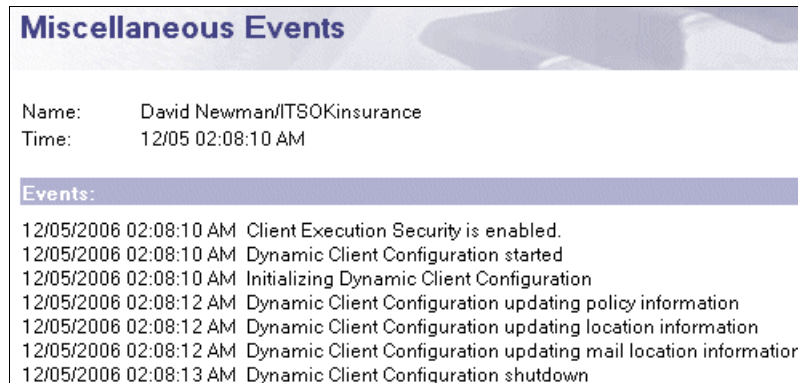 Miscellaneous Events
Name: David Newman/ITSOKinsurance
Time: 12/05 02:08:10 AM
Events:
12/05/2006 02:08:10 AM Client Execution Security is enabled.
12/05/2006 02:08:10 AM Dynamic Client Configuration started
12/05/2006 02:08:10 AM Initializing Dynamic Client Configuration
12/05/2006 02:08:12 AM Dynamic Client Configuration updating policy information
12/05/2006 02:08:12 AM Dynamic Client Configuration updating location information
12/05/2006 02:08:12 AM Dynamic Client Configuration updating mail location information
12/05/2006 02:08:13 AM Dynamic Client Configuration shutdown